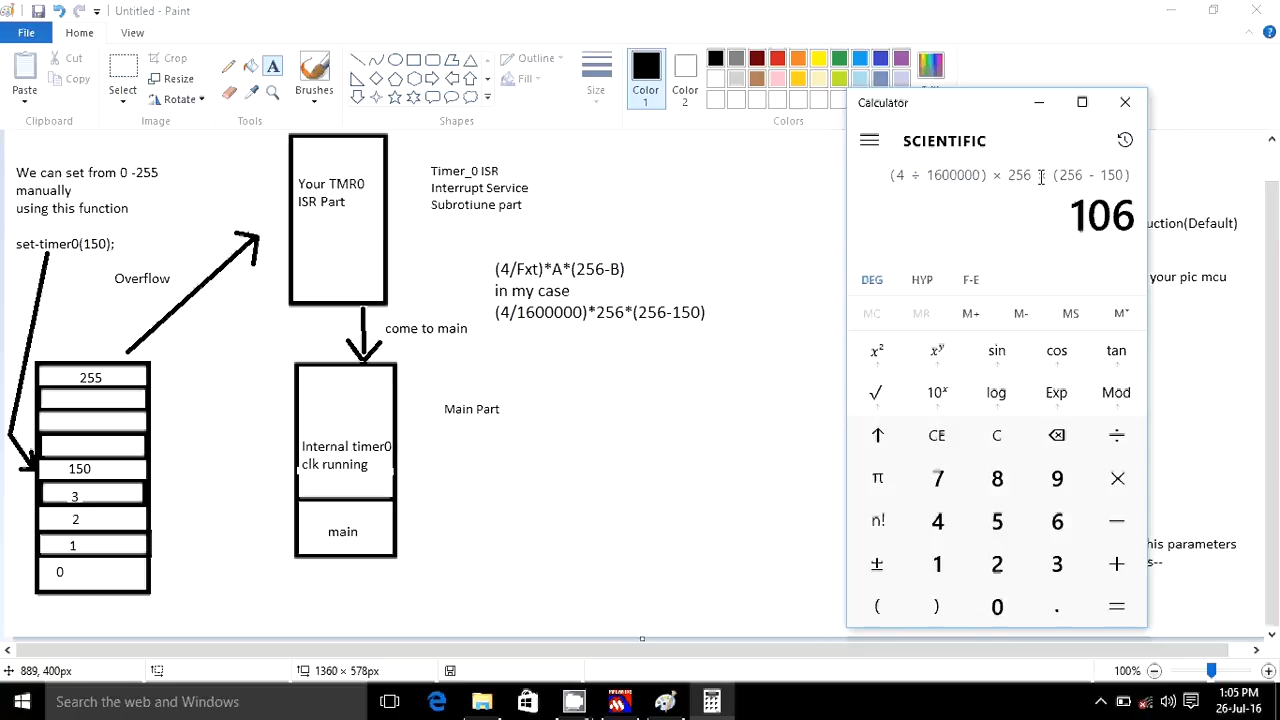 Untitled - Paint
File
Home
View
Paste
Cut
Copy
Clipboard
Select
Crop
Resize
Rotate
Image
Tools
Brushes
Shapes
Outline
Fill
Size
Color
1
Color
2
Colors
We can set from 0 -255
manually
using this function
set-timer0(150);
Overflow
Your TMR0
ISR Part
Timer_0 ISR
Interrupt Service
Subrotiune part
(4/Fxt)*A*(256-B)
in my case
(4/1600000)*256*(256-150)
come to main
255
150
3
2
1
0
Internal timer0
clk running
main
Main Part
uction(Default)
your pic mcu
his parameters
s--
Calculator
SCIENTIFIC
(4 ÷ 1600000) × 256 (256 - 150)
106
DEG HYP F-E
MC MR M+ M- MS M˅
x² xʸ sin cos tan
√ 10ˣ log Exp Mod
↑ CE C ⌫ ÷
π 7 8 9 ×
n! 4 5 6 −
± 1 2 3 +
( ) 0 . =
889, 400px
1360 × 578px
100%
Search the web and Windows
1:05 PM
26-Jul-16